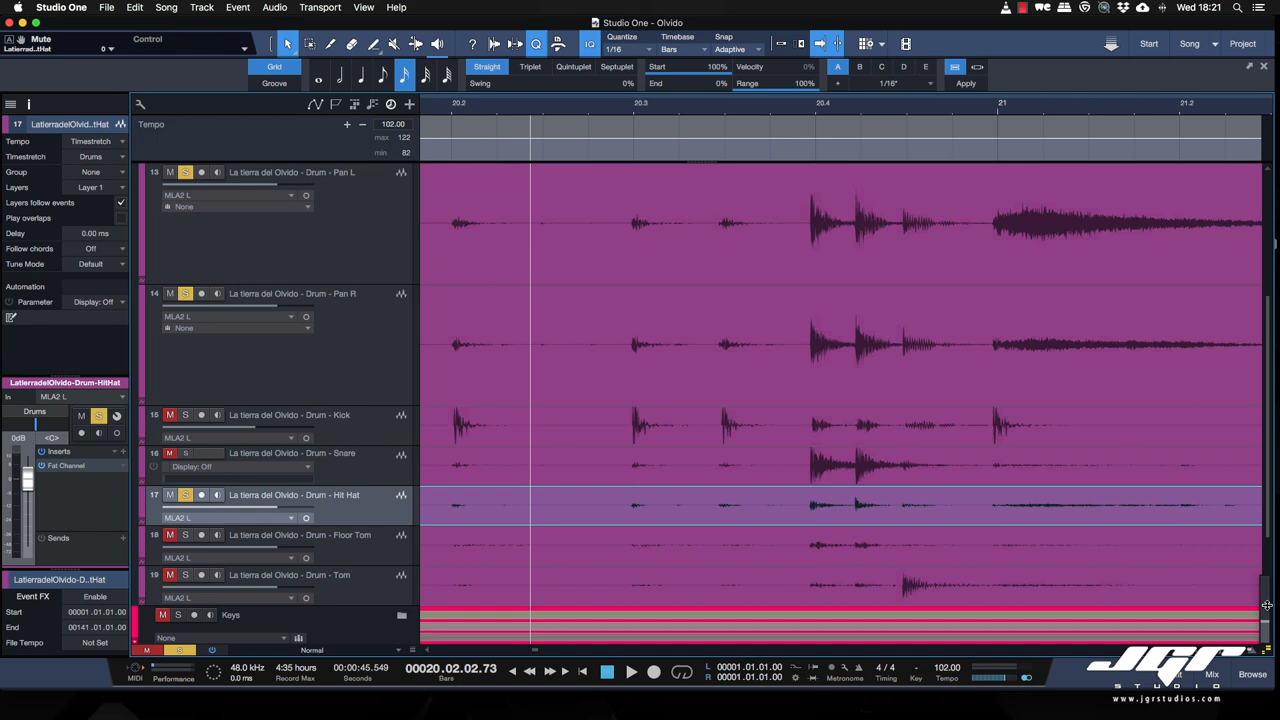 Studio One File Edit Song Track Event Audio Transport View Help Wed 18:21
Studio One - Olvido
Mute Control
Latierrad...tHat 0
Quantize Timebase Snap
1/16 Bars Adaptive
IQ Start Song Project
Grid Straight Triplet Quintuplet Septuplet Start 100% Velocity 0% A B C D E
Groove Swing 0% End 0% Range 100% 1/16* Apply
20.2 20.3 20.4 21 21.2
17 LatierradelOlvid..tHat
Tempo Timestretch
Timestretch Drums
Group None
Layers Layer 1
Layers follow events
Play overlaps
Delay 0.00 ms
Follow chords Off
Tune Mode Default
Automation
Parameter Display: Off
LatierradelOlvido-Drum-HitHat
In MLA2 L
Drums M S
0dB <C>
Inserts
Fat Channel
Sends
LatierradelOlvido-D..tHat
Event FX Enable
Start 00001.01.01.00
End 00141.01.01.00
File Tempo Not Set
Tempo 102.00
max 122
min 82
13 M S La tierra del Olvido - Drum - Pan L
MLA2 L
None
14 M S La tierra del Olvido - Drum - Pan R
MLA2 L
None
15 M S La tierra del Olvido - Drum - Kick
MLA2 L
16 M S La tierra del Olvido - Drum - Snare
Display: Off
17 M S La tierra del Olvido - Drum - Hit Hat
MLA2 L
18 M S La tierra del Olvido - Drum - Floor Tom
MLA2 L
19 M S La tierra del Olvido - Drum - Tom
MLA2 L
M S Keys
None
M S Normal
MIDI Performance
48.0 kHz
0.0 ms
4:35 hours
Record Max
00:00:45.549
Seconds
00020.02.02.73
Bars
L 00001.01.01.00
R 00001.01.01.00
Metronome
4 / 4
Timing
Key
102.00
Tempo
Mix Browse
JGR
STUDIO
www.jgrstudios.com